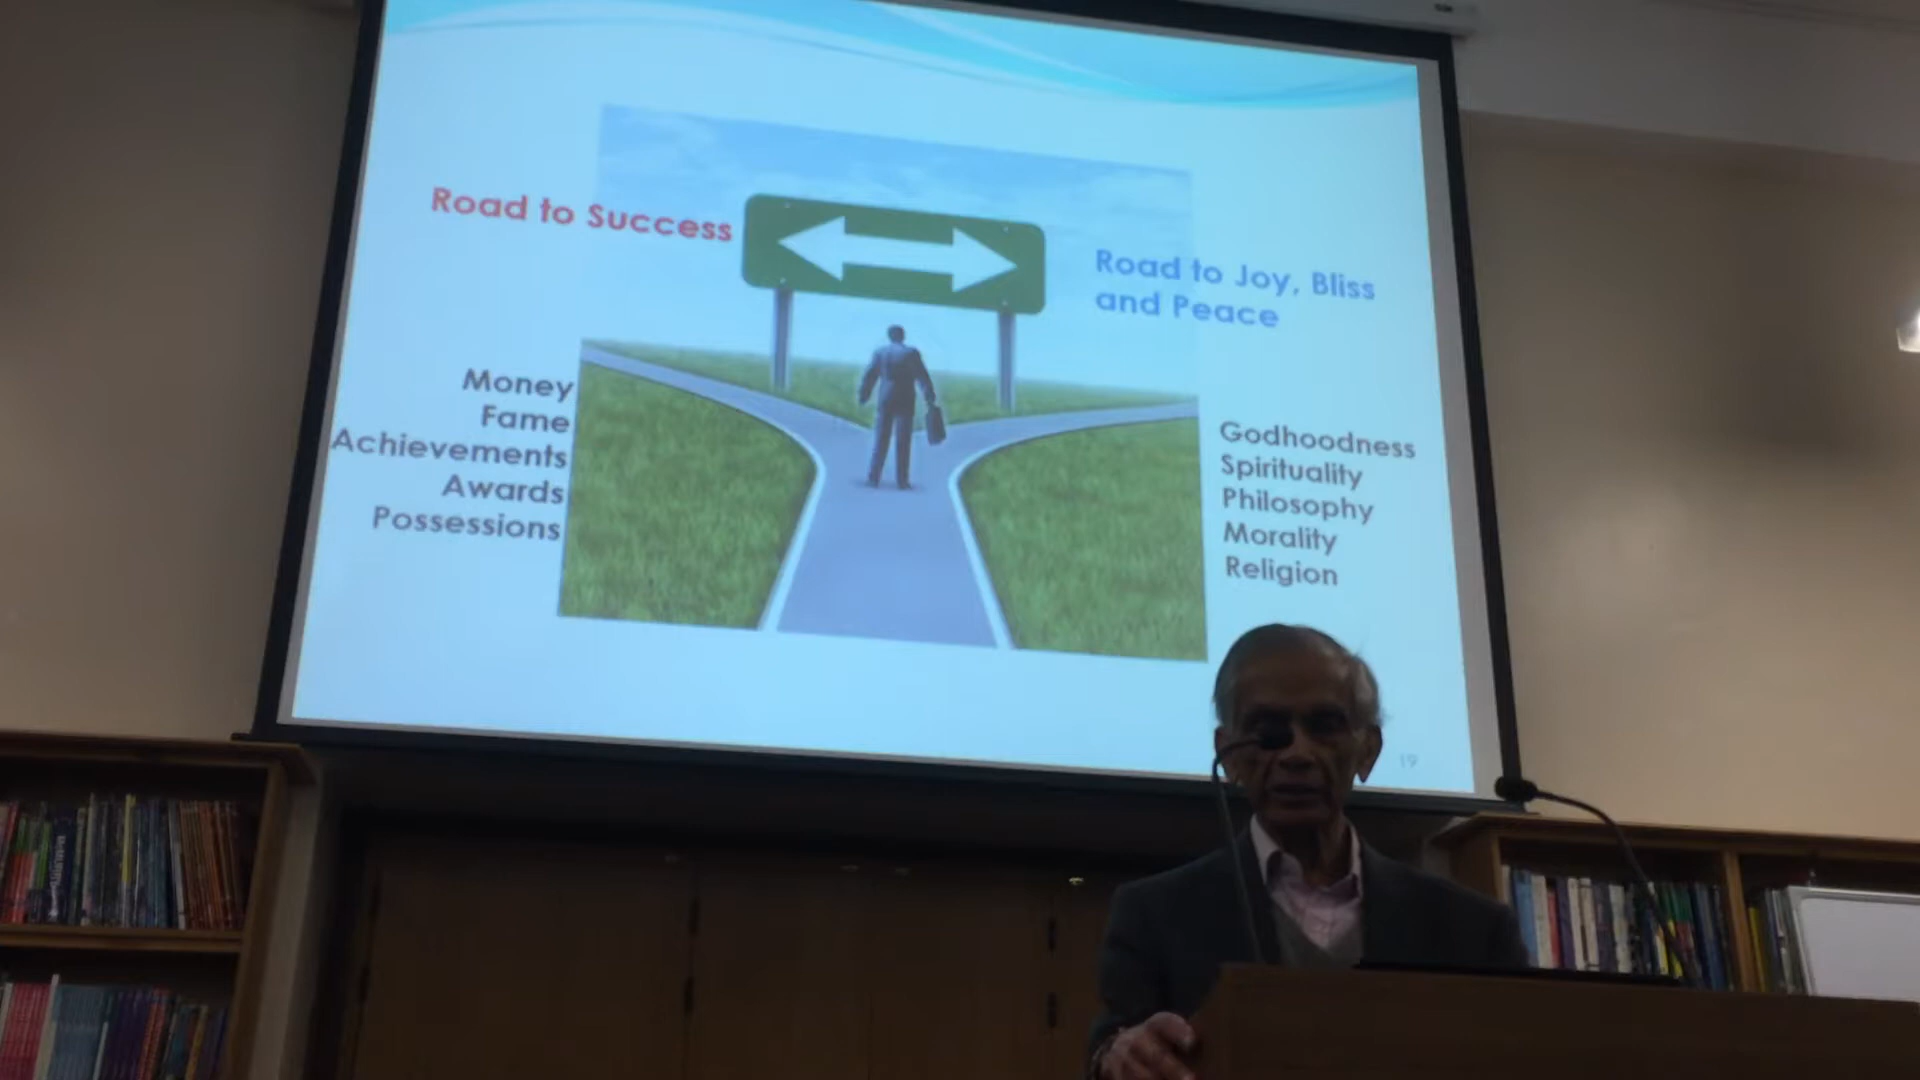 Road to Success
Road to Joy, Bliss
and Peace
Money
Fame
Achievements
Awards
Possessions
Godhoodness
Spirituality
Philosophy
Morality
Religion
19